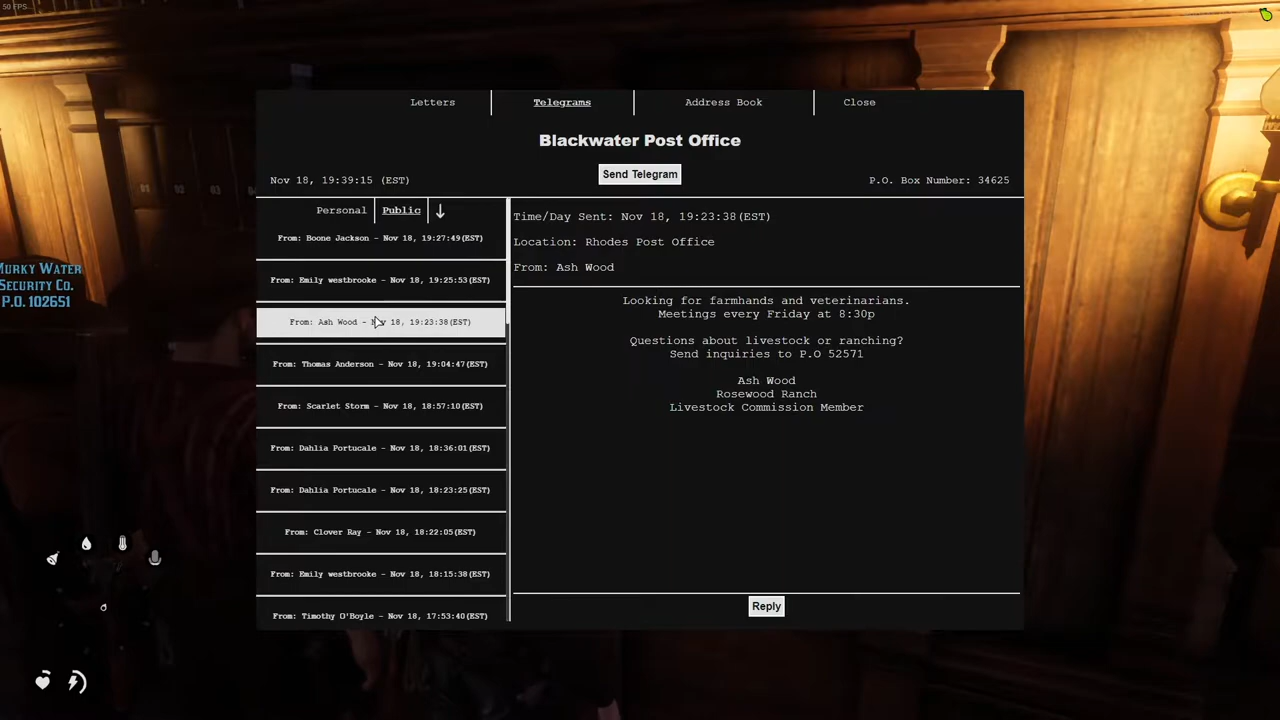 50 FPS
Letters
Telegrams
Address Book
Close
Blackwater Post Office
Send Telegram
Nov 18, 19:39:15 (EST)
P.O. Box Number: 34625
Personal
Public
From: Boone Jackson - Nov 18, 19:27:49(EST)
From: Emily westbrooke - Nov 18, 19:25:53(EST)
From: Ash Wood - Nov 18, 19:23:38(EST)
From: Thomas Anderson - Nov 18, 19:04:47(EST)
From: Scarlet Storm - Nov 18, 18:57:10(EST)
From: Dahlia Portucale - Nov 18, 18:36:01(EST)
From: Dahlia Portucale - Nov 18, 18:23:25(EST)
From: Clover Ray - Nov 18, 18:22:05(EST)
From: Emily westbrooke - Nov 18, 18:15:38(EST)
From: Timothy O'Boyle - Nov 18, 17:53:40(EST)
Time/Day Sent: Nov 18, 19:23:38(EST)
Location: Rhodes Post Office
From: Ash Wood
Looking for farmhands and veterinarians.
Meetings every Friday at 8:30p
Questions about livestock or ranching?
Send inquiries to P.O 52571
Ash Wood
Rosewood Ranch
Livestock Commission Member
Reply
MURKY WATER
SECURITY Co.
P.O. 102651